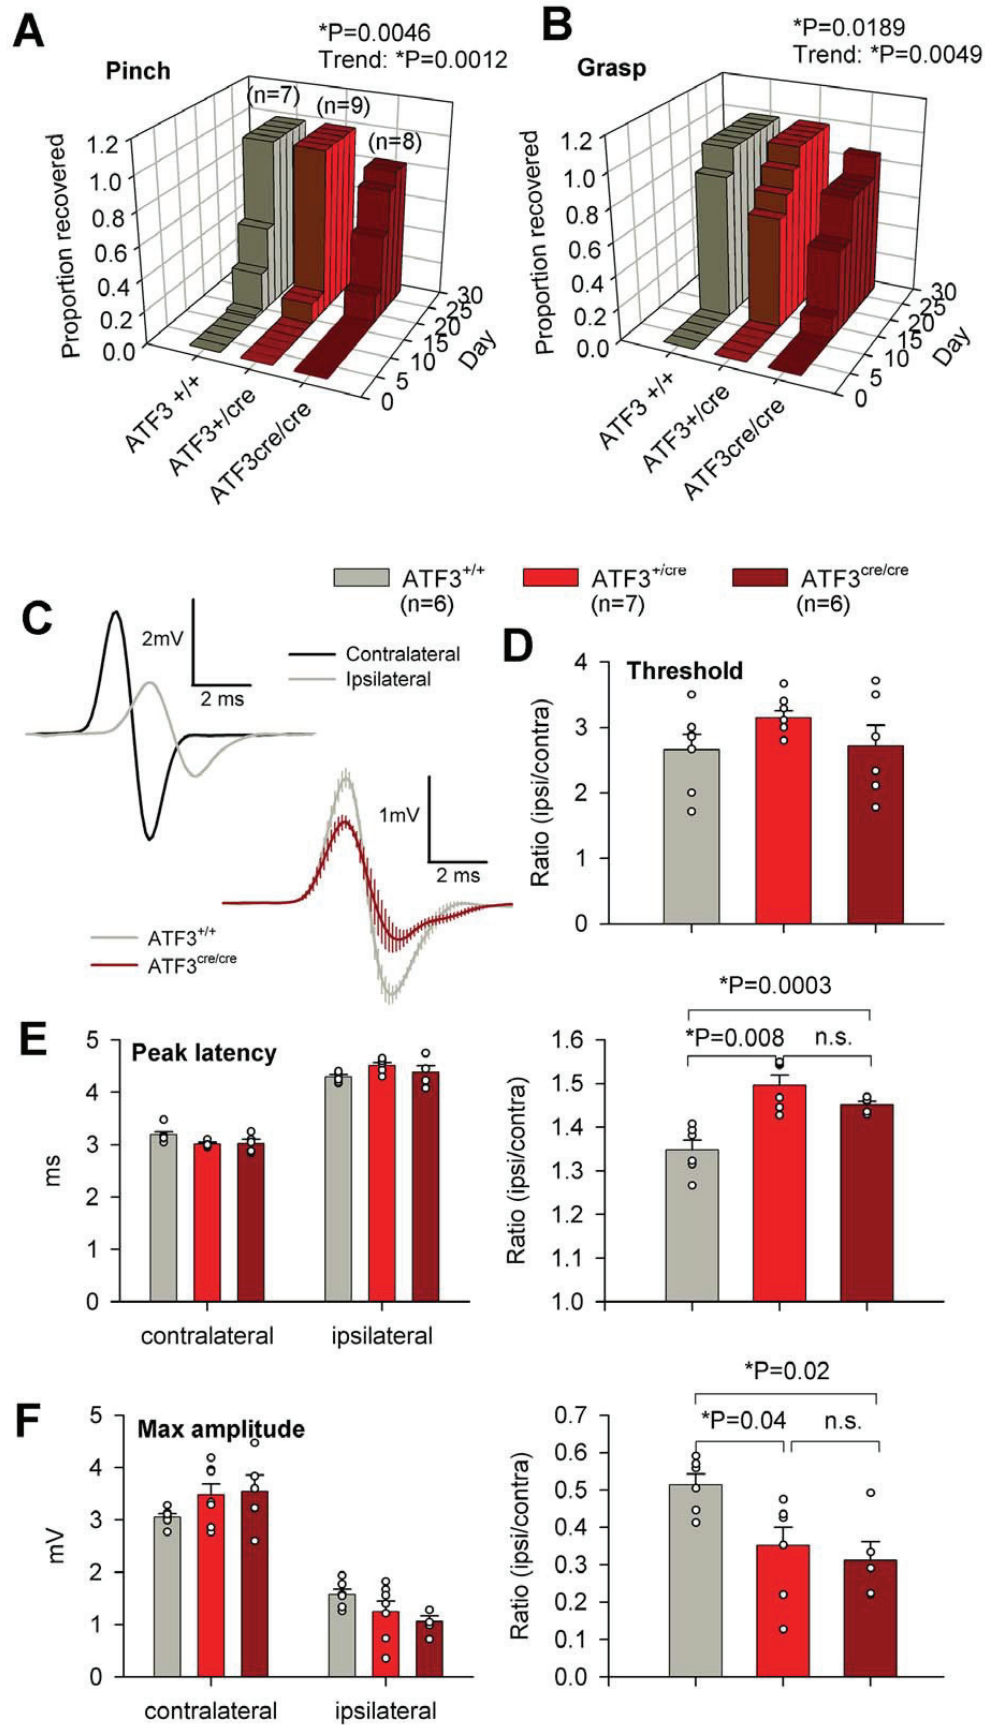 A
*P=0.0046
Trend: *P=0.0012
Pinch
(n=7)
(n=9)
(n=8)
Proportion recovered
1.2
1.0
0.8
0.6
0.4
0.2
0.0
30
25
20
15
10
5
0
Day
ATF3 +/+
ATF3+/cre
ATF3cre/cre
B
*P=0.0189
Trend: *P=0.0049
Grasp
Proportion recovered
1.2
1.0
0.8
0.6
0.4
0.2
0.0
30
25
20
15
10
5
0
Day
ATF3 +/+
ATF3+/cre
ATF3cre/cre
ATF3+/+
(n=6)
ATF3+/cre
(n=7)
ATF3cre/cre
(n=6)
C
2mV
2 ms
Contralateral
Ipsilateral
1mV
2 ms
ATF3+/+
ATF3cre/cre
D
Threshold
Ratio (ipsi/contra)
4
3
2
1
0
E
Peak latency
ms
5
4
3
2
1
0
contralateral
ipsilateral
*P=0.0003
*P=0.008
n.s.
Ratio (ipsi/contra)
1.6
1.5
1.4
1.3
1.2
1.1
1.0
F
Max amplitude
mV
5
4
3
2
1
0
contralateral
ipsilateral
*P=0.02
*P=0.04
n.s.
Ratio (ipsi/contra)
0.7
0.6
0.5
0.4
0.3
0.2
0.1
0.0